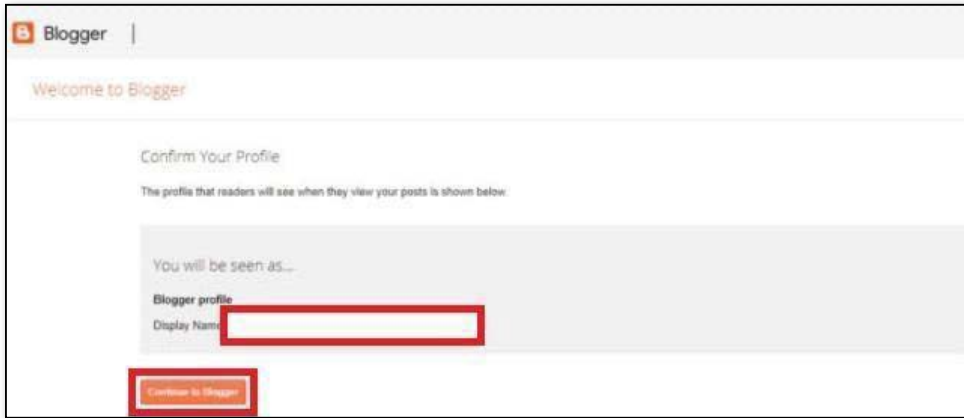 Blogger |
Welcome to Blogger
Confirm Your Profile
The profile that readers will see when they view your posts is shown below.
You will be seen as...
Blogger profile
Display Name
Continue to Blogger